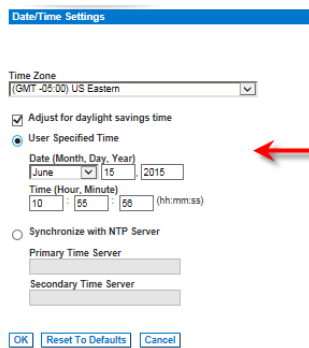 Date/Time Settings
Time Zone
(GMT -05:00) US Eastern
Adjust for daylight savings time
User Specified Time
Date (Month, Day, Year)
June 15 , 2015
Time (Hour, Minute)
10 : 55 : 56 (hh:mm:ss)
Synchronize with NTP Server
Primary Time Server
Secondary Time Server
OK Reset To Defaults Cancel